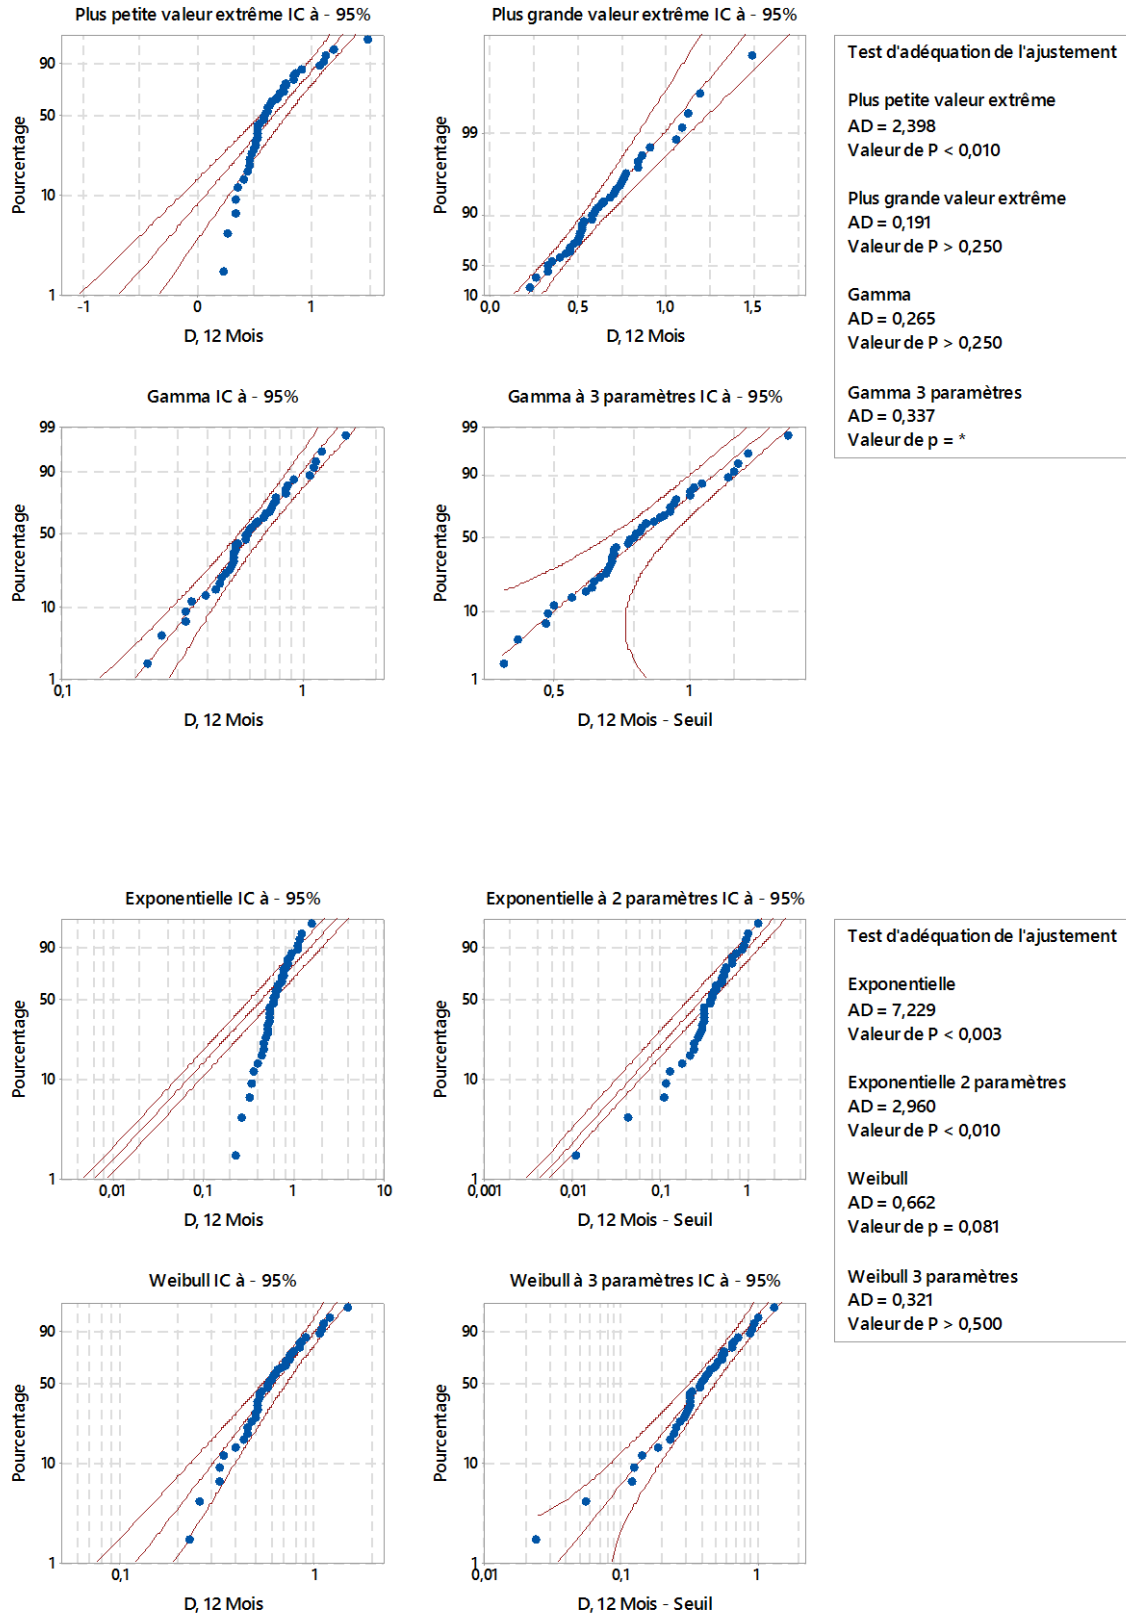 Plus petite valeur extrême IC à - 95%
Pourcentage
90
50
10
1
-1
0
1
D, 12 Mois
Plus grande valeur extrême IC à - 95%
Pourcentage
99
90
50
10
0,0
0,5
1,0
1,5
D, 12 Mois
Test d'adéquation de l'ajustement
Plus petite valeur extrême
AD = 2,398
Valeur de P < 0,010
Plus grande valeur extrême
AD = 0,191
Valeur de P > 0,250
Gamma
AD = 0,265
Valeur de P > 0,250
Gamma 3 paramètres
AD = 0,337
Valeur de p = *
Gamma IC à - 95%
Pourcentage
99
90
50
10
1
0,1
1
D, 12 Mois
Gamma à 3 paramètres IC à - 95%
Pourcentage
99
90
50
10
1
0,5
1
D, 12 Mois - Seuil
Exponentielle IC à - 95%
Pourcentage
90
50
10
1
0,01
0,1
1
10
D, 12 Mois
Exponentielle à 2 paramètres IC à - 95%
Pourcentage
90
50
10
1
0,001
0,01
0,1
1
D, 12 Mois - Seuil
Test d'adéquation de l'ajustement
Exponentielle
AD = 7,229
Valeur de P < 0,003
Exponentielle 2 paramètres
AD = 2,960
Valeur de P < 0,010
Weibull
AD = 0,662
Valeur de p = 0,081
Weibull 3 paramètres
AD = 0,321
Valeur de P > 0,500
Weibull IC à - 95%
Pourcentage
90
50
10
1
0,1
1
D, 12 Mois
Weibull à 3 paramètres IC à - 95%
Pourcentage
90
50
10
1
0,01
0,1
1
D, 12 Mois - Seuil